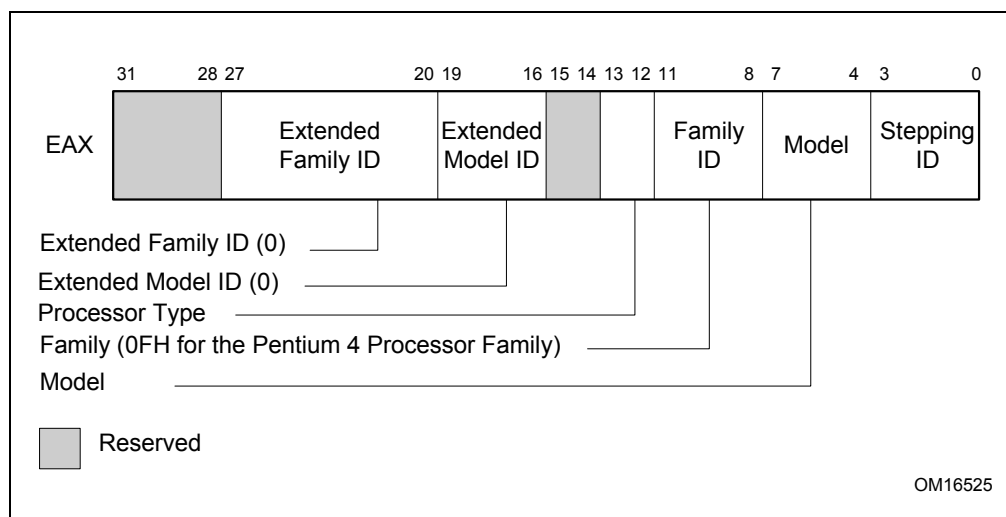 31 28 27 20 19 16 15 14 13 12 11 8 7 4 3 0
EAX
Extended
Family ID
Extended
Model ID
Family
ID
Model
Stepping
ID
Extended Family ID (0)
Extended Model ID (0)
Processor Type
Family (0FH for the Pentium 4 Processor Family)
Model
Reserved
OM16525